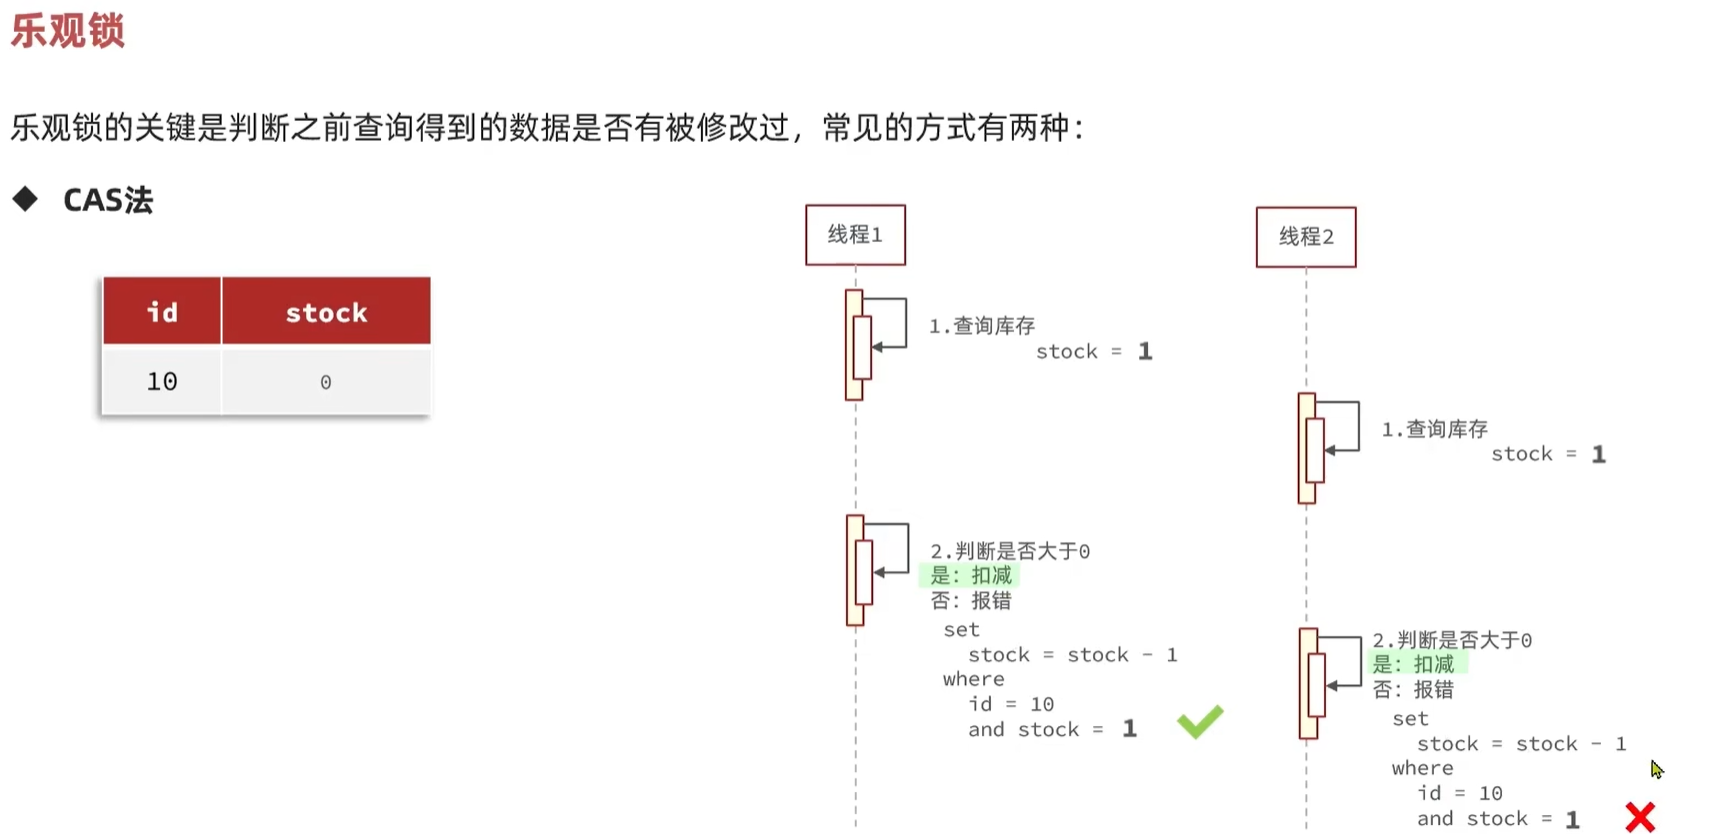 乐观锁
乐观锁的关键是判断之前查询得到的数据是否有被修改过，常见的方式有两种：
◆ CAS法
id stock
10 0
线程1
1.查询库存
stock = 1
2.判断是否大于0
是：扣减
否：报错
set
stock = stock - 1
where
id = 10
and stock = 1
线程2
1.查询库存
stock = 1
2.判断是否大于0
是：扣减
否：报错
set
stock = stock - 1
where
id = 10
and stock = 1